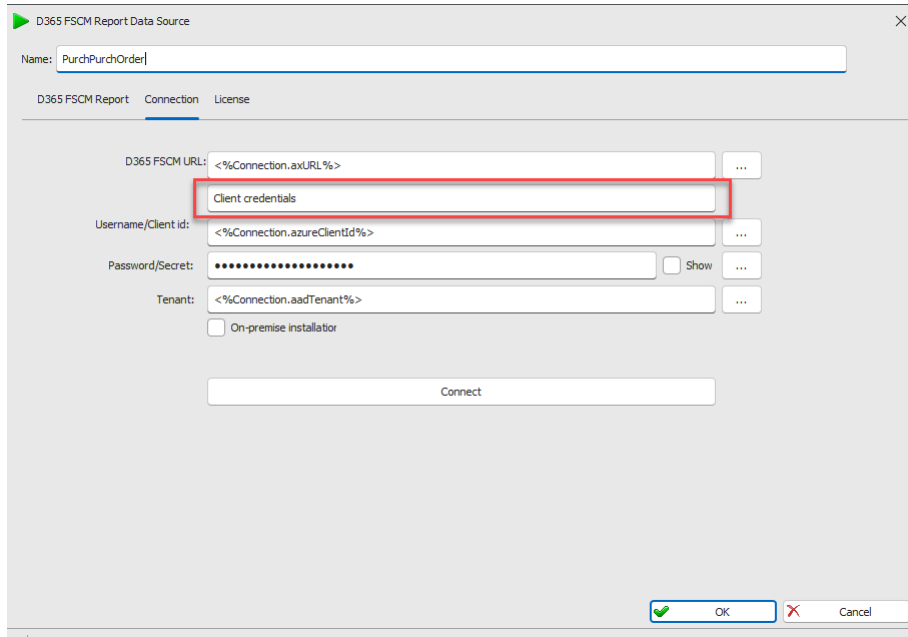 D365 FSCM Report Data Source
Name: PurchPurchOrder
D365 FSCM Report Connection License
D365 FSCM URL: <%Connection.axURL%> ...
Client credentials
Username/Client id: <%Connection.azureClientId%> ...
Password/Secret: •••••••••••••••••••• Show ...
Tenant: <%Connection.aadTenant%> ...
On-premise installation
Connect
OK Cancel